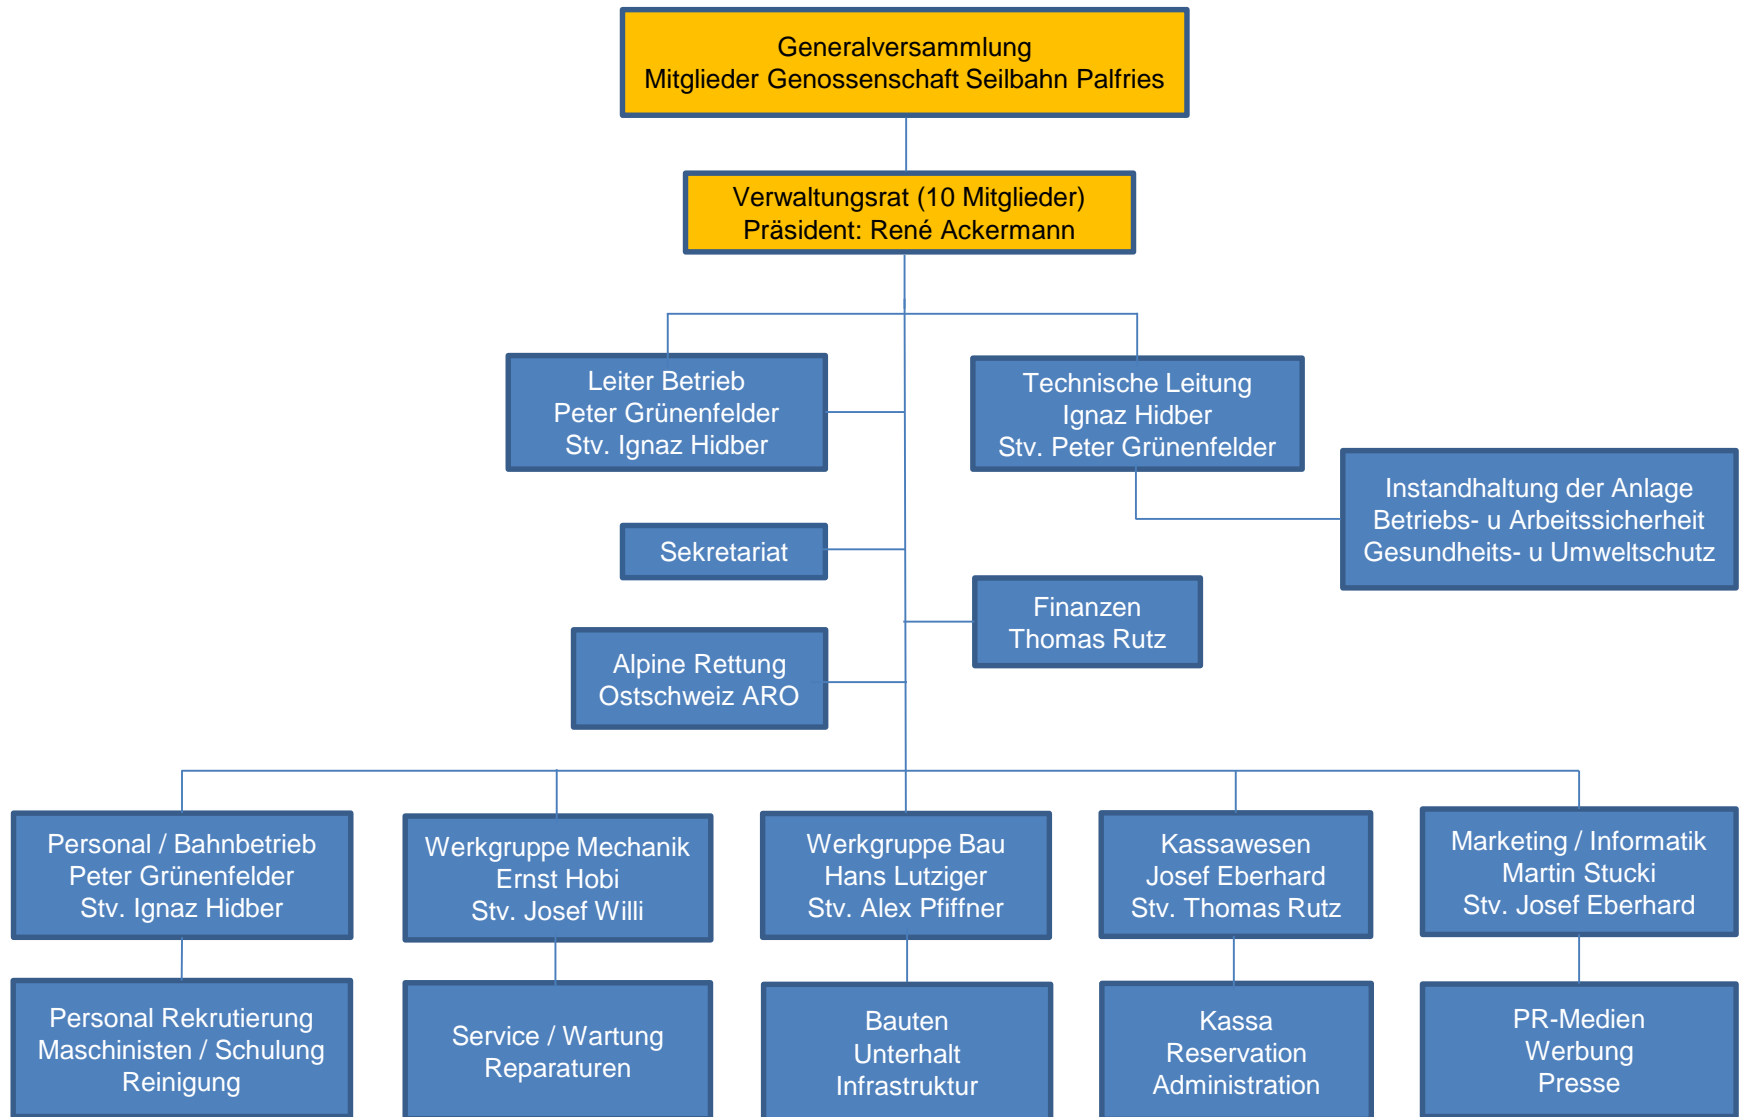 Generalversammlung
Mitglieder Genossenschaft Seilbahn Palfries
Verwaltungsrat (10 Mitglieder)
Präsident: René Ackermann
Leiter Betrieb
Peter Grünenfelder
Stv. Ignaz Hidber
Technische Leitung
Ignaz Hidber
Stv. Peter Grünenfelder
Instandhaltung der Anlage
Betriebs- u Arbeitssicherheit
Gesundheits- u Umweltschutz
Sekretariat
Finanzen
Thomas Rutz
Alpine Rettung
Ostschweiz ARO
Personal / Bahnbetrieb
Peter Grünenfelder
Stv. Ignaz Hidber
Werkgruppe Mechanik
Ernst Hobi
Stv. Josef Willi
Werkgruppe Bau
Hans Lutziger
Stv. Alex Pfiffner
Kassawesen
Josef Eberhard
Stv. Thomas Rutz
Marketing / Informatik
Martin Stucki
Stv. Josef Eberhard
Personal Rekrutierung
Maschinisten / Schulung
Reinigung
Service / Wartung
Reparaturen
Bauten
Unterhalt
Infrastruktur
Kassa
Reservation
Administration
PR-Medien
Werbung
Presse